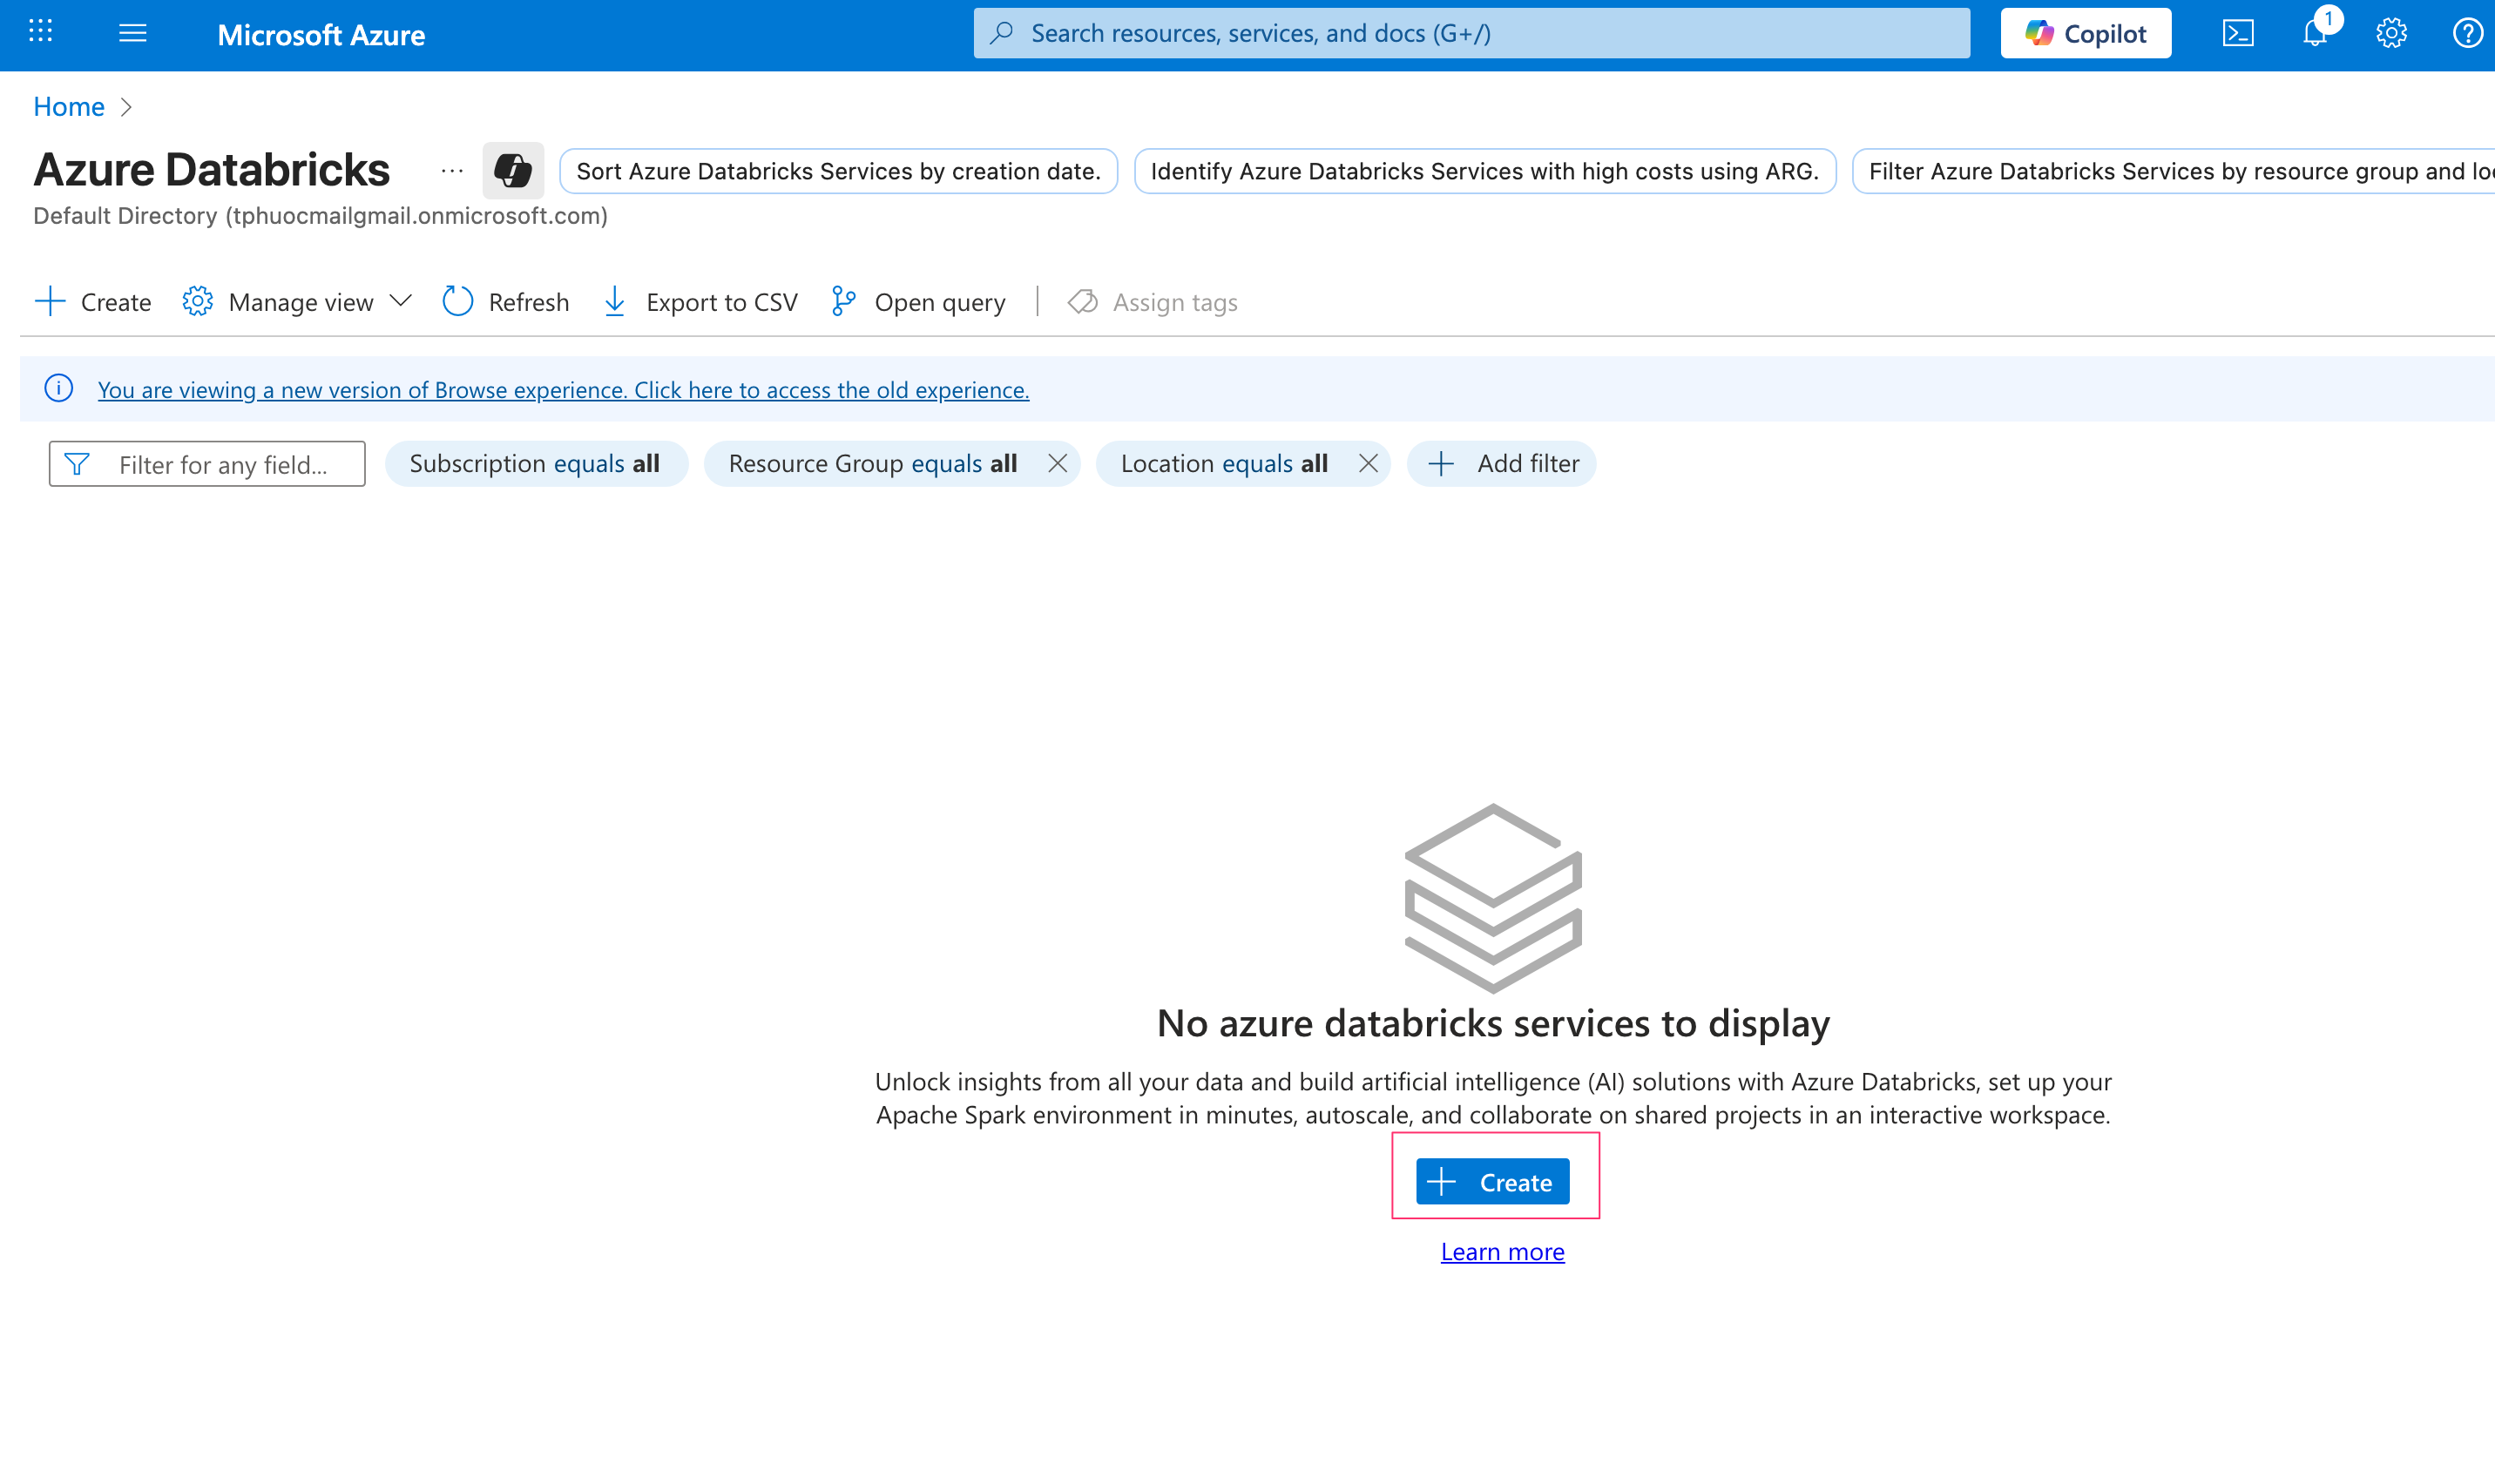 Microsoft Azure
Search resources, services, and docs (G+/)
Copilot
1
Home
Azure Databricks
Sort Azure Databricks Services by creation date.
Identify Azure Databricks Services with high costs using ARG.
Filter Azure Databricks Services by resource group and
Default Directory (tphuocmailgmail.onmicrosoft.com)
Create
Manage view
Refresh
Export to CSV
Open query
Assign tags
You are viewing a new version of Browse experience. Click here to access the old experience.
Filter for any field...
Subscription equals all
Resource Group equals all
Location equals all
Add filter
No azure databricks services to display
Unlock insights from all your data and build artificial intelligence (AI) solutions with Azure Databricks, set up your
Apache Spark environment in minutes, autoscale, and collaborate on shared projects in an interactive workspace.
Create
Learn more